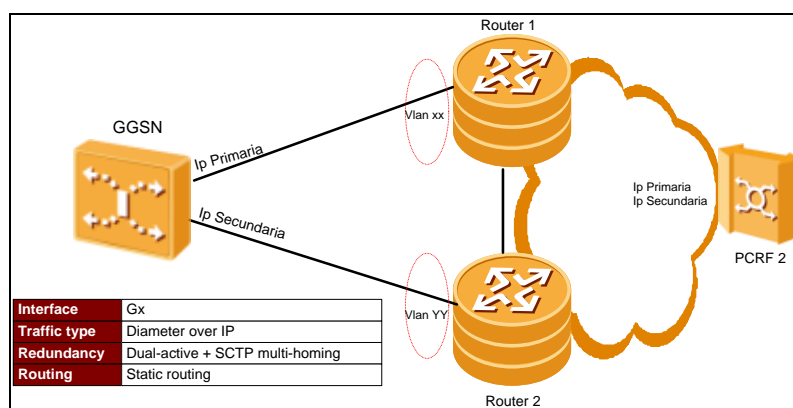 Router 1
GGSN
Vlan xx
Ip Primaria
Ip Secundaria
Ip Primaria
Ip Secundaria
PCRF 2
Vlan YY
Router 2
Interface Gx
Traffic type Diameter over IP
Redundancy Dual-active + SCTP multi-homing
Routing Static routing